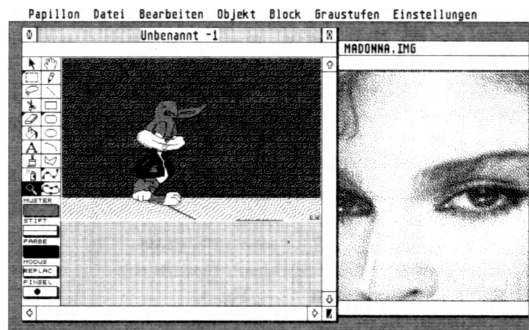 Papillon Datei Bearbeiten Objekt Block Graustufen Einstellungen
Unbenannt -1
MADONNA.IMG
A
MUSTER
STIFT
FARBE
MODUS
REPLAC
PINSEL